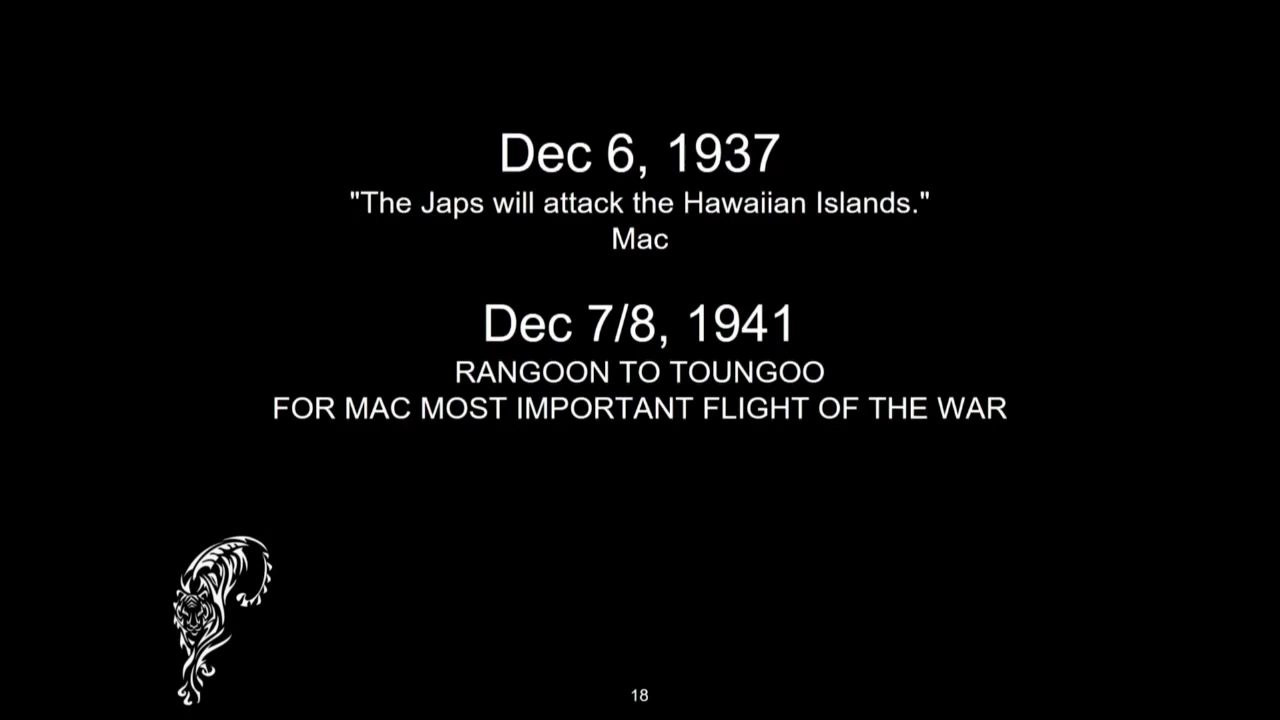 Dec 6, 1937
"The Japs will attack the Hawaiian Islands."
Mac
Dec 7/8, 1941
RANGOON TO TOUNGOO
FOR MAC MOST IMPORTANT FLIGHT OF THE WAR
18